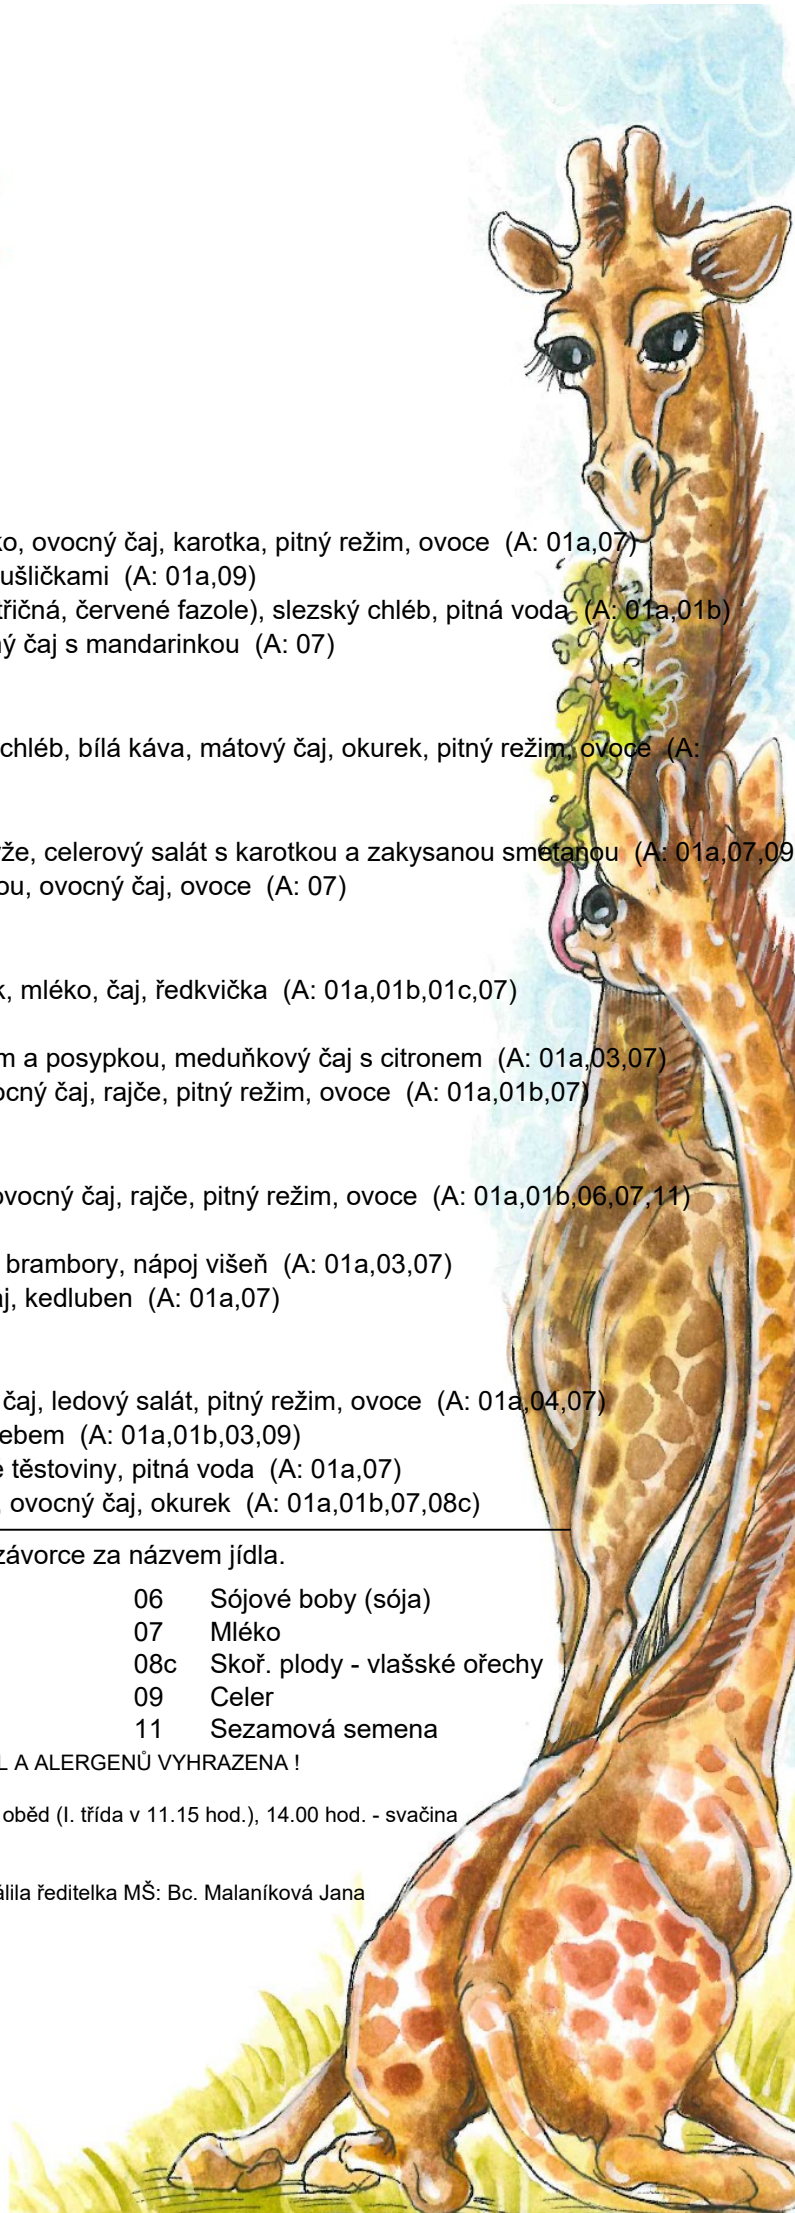 ko, ovocný čaj, karotka, pitný režim, ovoce (A: 01a,07)
ušličkami (A: 01a,09)
třičná, červené fazole), slezský chléb, pitná voda (A: 01a,01b)
ný čaj s mandarinkou (A: 07)
chléb, bílá káva, mátový čaj, okurek, pitný režim, ovoce (A:
ýže, celerový salát s karotkou a zakysanou smetanou (A: 01a,07,09
ou, ovocný čaj, ovoce (A: 07)
k, mléko, čaj, ředkvička (A: 01a,01b,01c,07)
m a posypkou, meduňkový čaj s citronem (A: 01a,03,07)
ocný čaj, rajče, pitný režim, ovoce (A: 01a,01b,07)
ovocný čaj, rajče, pitný režim, ovoce (A: 01a,01b,06,07,11)
brambory, nápoj višeň (A: 01a,03,07)
aj, kedluben (A: 01a,07)
čaj, ledový salát, pitný režim, ovoce (A: 01a,04,07)
lebem (A: 01a,01b,03,09)
e těstoviny, pitná voda (A: 01a,07)
, ovocný čaj, okurek (A: 01a,01b,07,08c)
závorce za názvem jídla.
06 Sójové boby (sója)
07 Mléko
08c Skoř. plody - vlašské ořechy
09 Celer
11 Sezamová semena
L A ALERGENŮ VYHRAZENA !
oběd (I. třída v 11.15 hod.), 14.00 hod. - svačina
álila ředitelka MŠ: Bc. Malaníková Jana